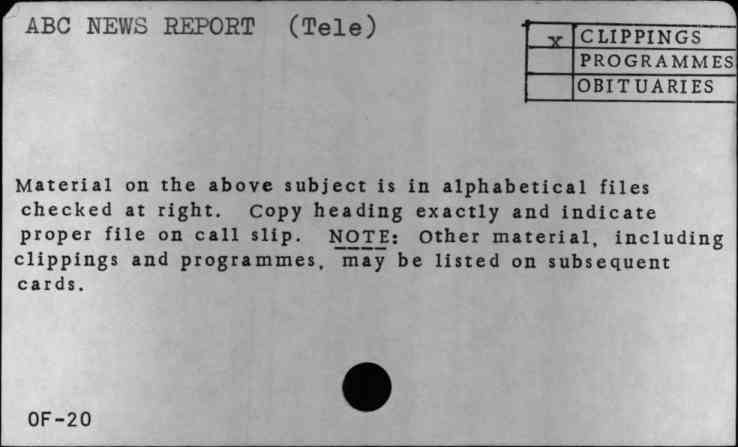 ABC NEWS REPORT (Tele)
x CLIPPINGS
PROGRAMMES
OBITUARIES
Material on the above subject is in alphabetical files
checked at right. Copy heading exactly and indicate
proper file on call slip. NOTE: Other material, including
clippings and programmes, may be listed on subsequent
cards.
OF-20